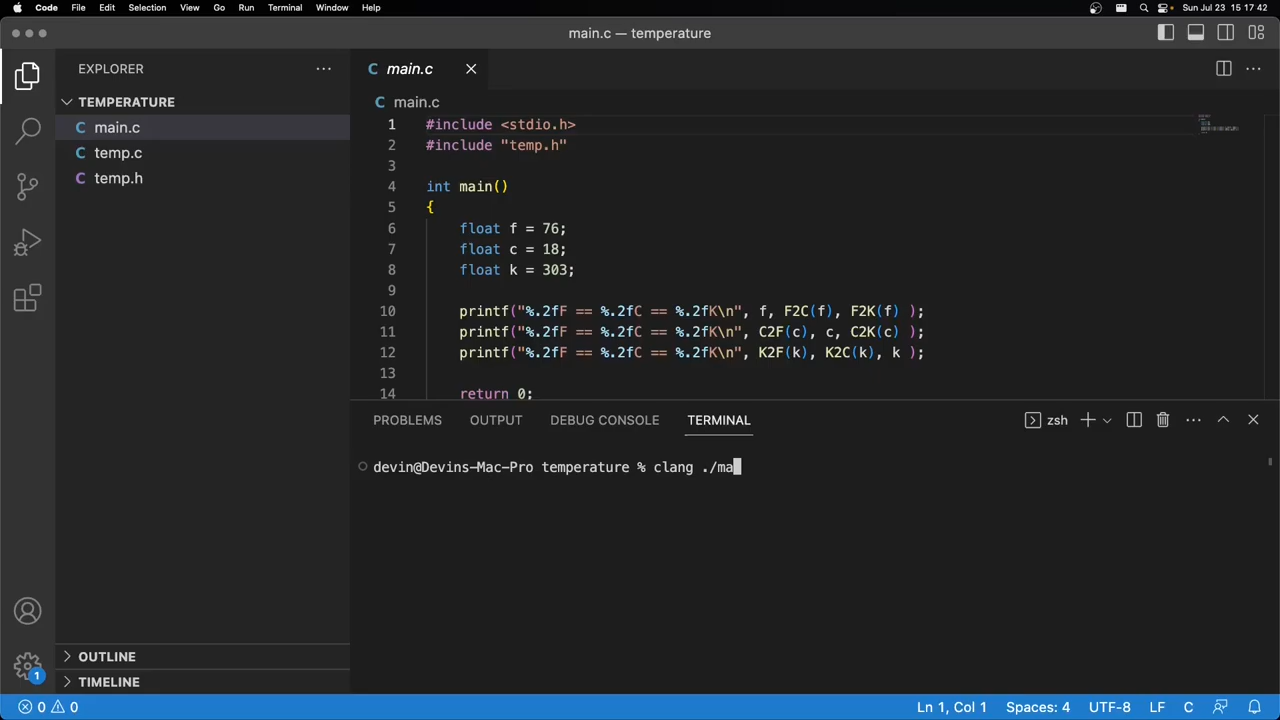 Code File Edit Selection View Go Run Terminal Window Help Sun Jul 23 15 17 42
main.c — temperature
EXPLORER
TEMPERATURE
main.c
temp.c
temp.h
OUTLINE
TIMELINE
1
main.c
main.c
1 #include <stdio.h>
2 #include "temp.h"
3
4 int main()
5 {
6 float f = 76;
7 float c = 18;
8 float k = 303;
9
10 printf("%.2fF == %.2fC == %.2fK\n", f, F2C(f), F2K(f) );
11 printf("%.2fF == %.2fC == %.2fK\n", C2F(c), c, C2K(c) );
12 printf("%.2fF == %.2fC == %.2fK\n", K2F(k), K2C(k), k );
13
14 return 0;
PROBLEMS OUTPUT DEBUG CONSOLE TERMINAL zsh
devin@Devins-Mac-Pro temperature % clang ./ma
0 0 Ln 1, Col 1 Spaces: 4 UTF-8 LF C